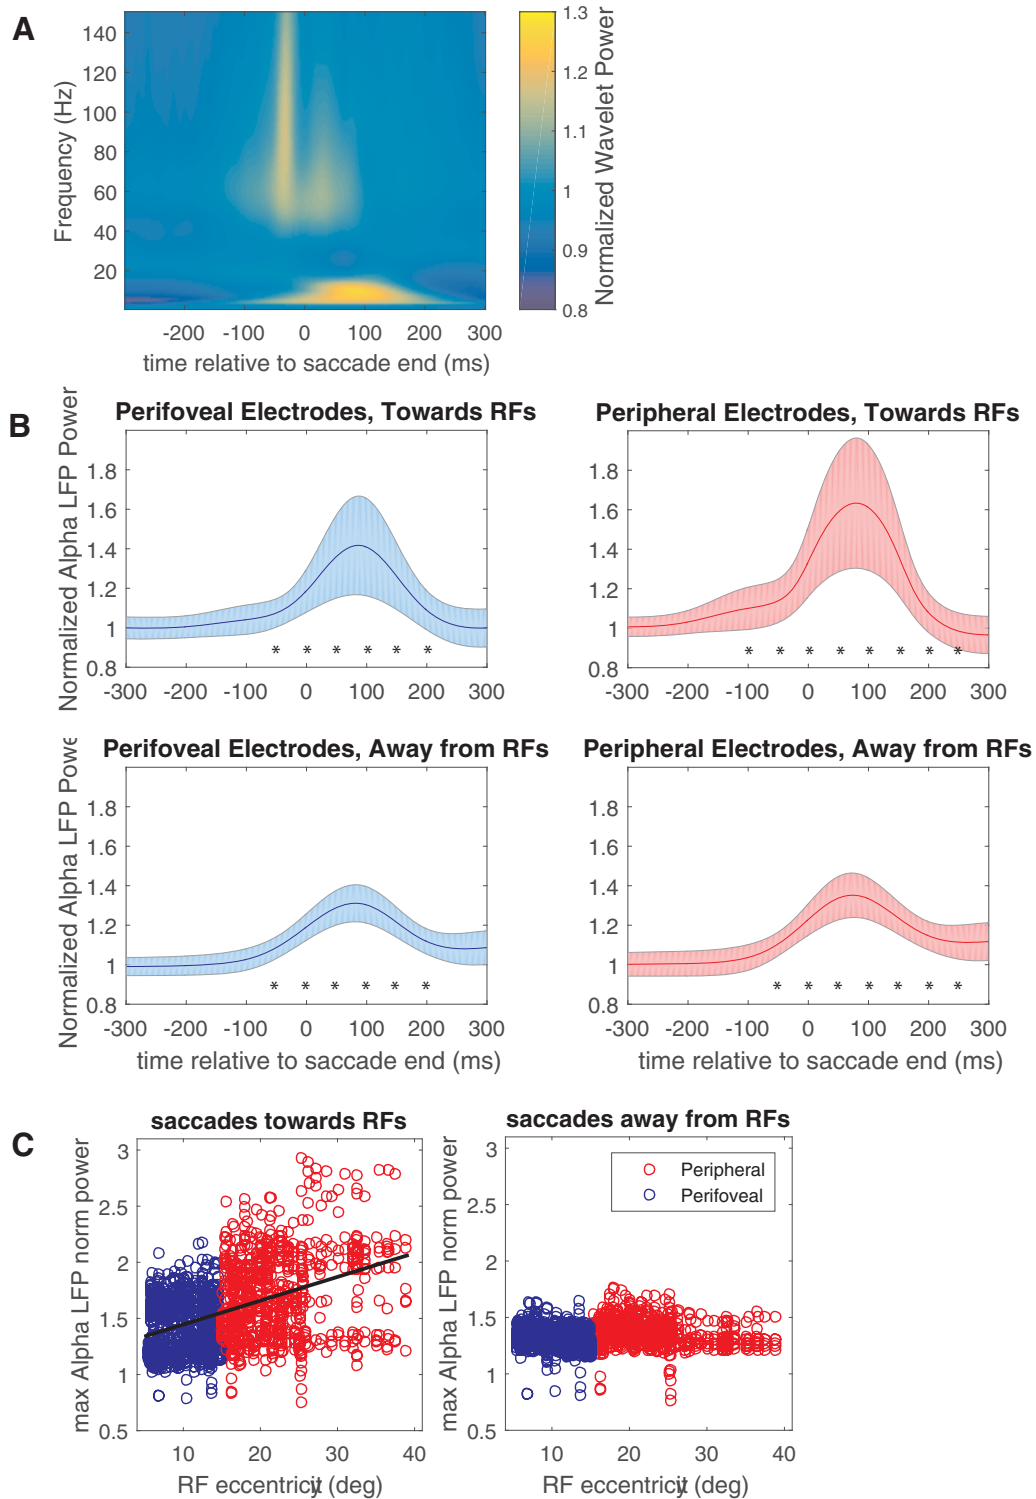 A
140
120
100
80
60
40
20
Frequency (Hz)
-200 -100 0 100 200 300
time relative to saccade end (ms)
1.3
1.2
1.1
1
0.9
0.8
Normalized Wavelet Power
B
Perifoveal Electrodes, Towards RFs
Normalized Alpha LFP Power
1.8
1.6
1.4
1.2
1
0.8
* * * * * *
-300 -200 -100 0 100 200 300
Peripheral Electrodes, Towards RFs
1.8
1.6
1.4
1.2
1
0.8
* * * * * * * *
-300 -200 -100 0 100 200 300
Perifoveal Electrodes, Away from RFs
Normalized Alpha LFP Powe
1.8
1.6
1.4
1.2
1
0.8
* * * * * *
-300 -200 -100 0 100 200 300
time relative to saccade end (ms)
Peripheral Electrodes, Away from RFs
1.8
1.6
1.4
1.2
1
0.8
* * * * * * *
-300 -200 -100 0 100 200 300
time relative to saccade end (ms)
C
saccades towards RFs
max Alpha LFP norm power
3
2.5
2
1.5
1
0.5
10 20 30 40
RF eccentricity (deg)
saccades away from RFs
max Alpha LFP norm power
3
2.5
2
1.5
1
0.5
Peripheral
Perifoveal
10 20 30 40
RF eccentricity (deg)